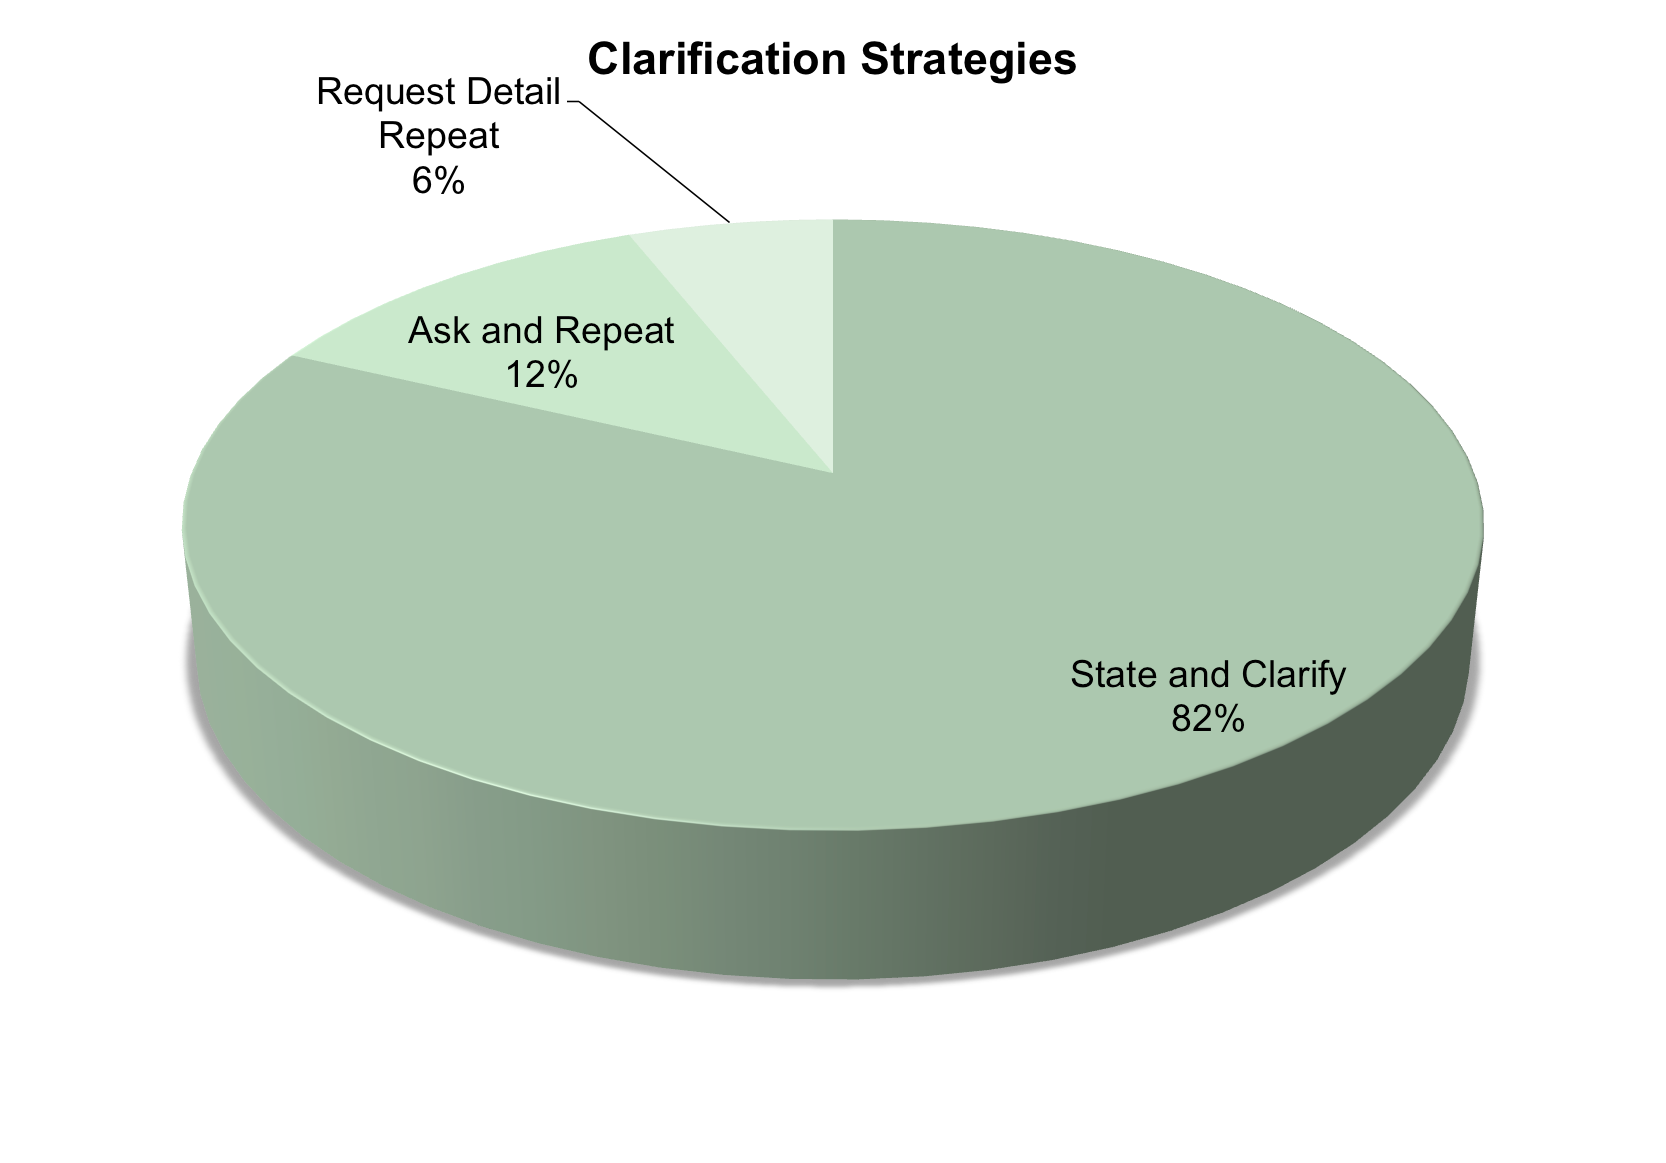 Clarification Strategies
Request Detail
Repeat
6%
Ask and Repeat
12%
State and Clarify
82%